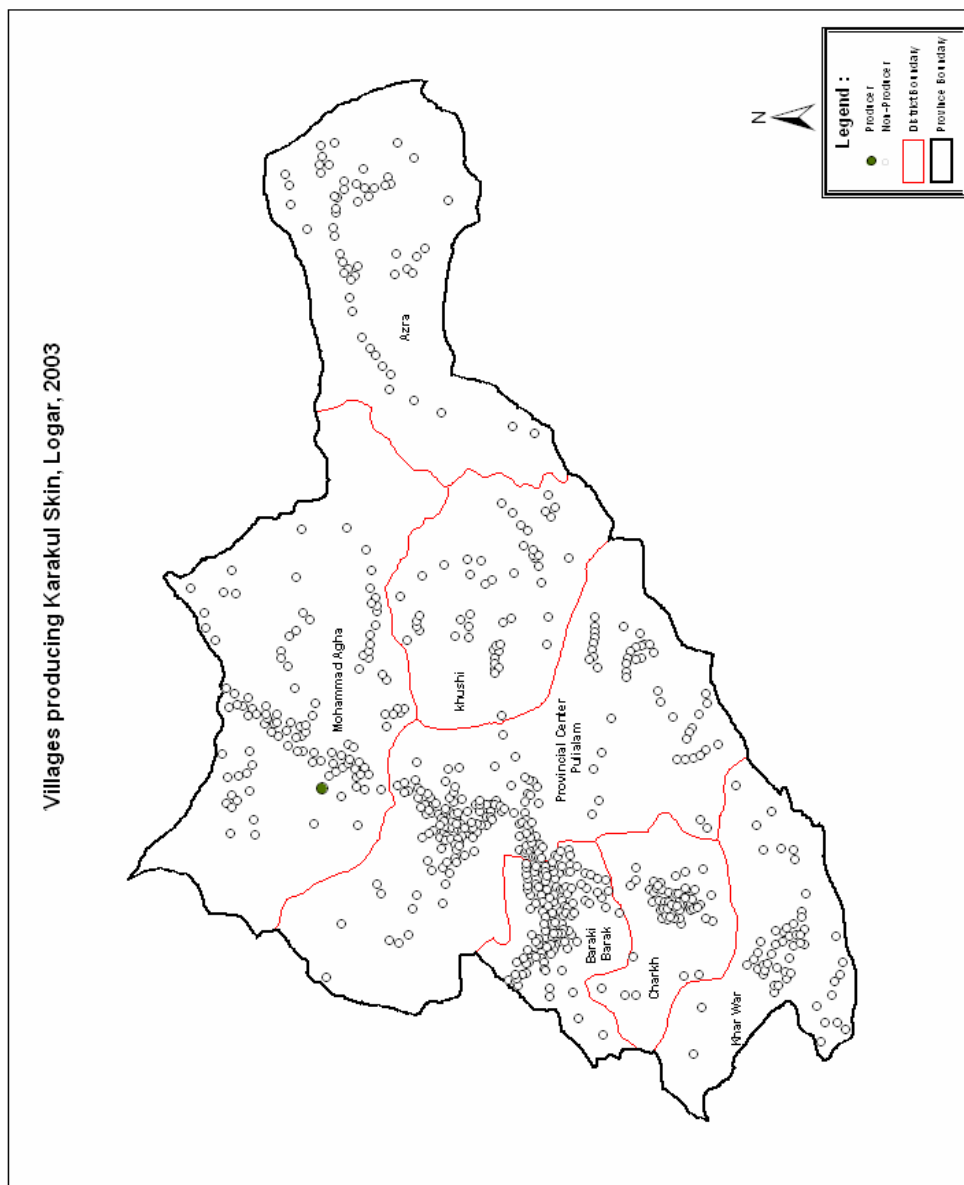 Villages producing Karakul Skin, Logar, 2003
Azra
Mohammad Agha
khushi
Provincial Center
Pulialam
Baraki
Barak
Charkh
Khar War
N
Legend :
Producer
Non-Producer
District Boundary
Province Boundary